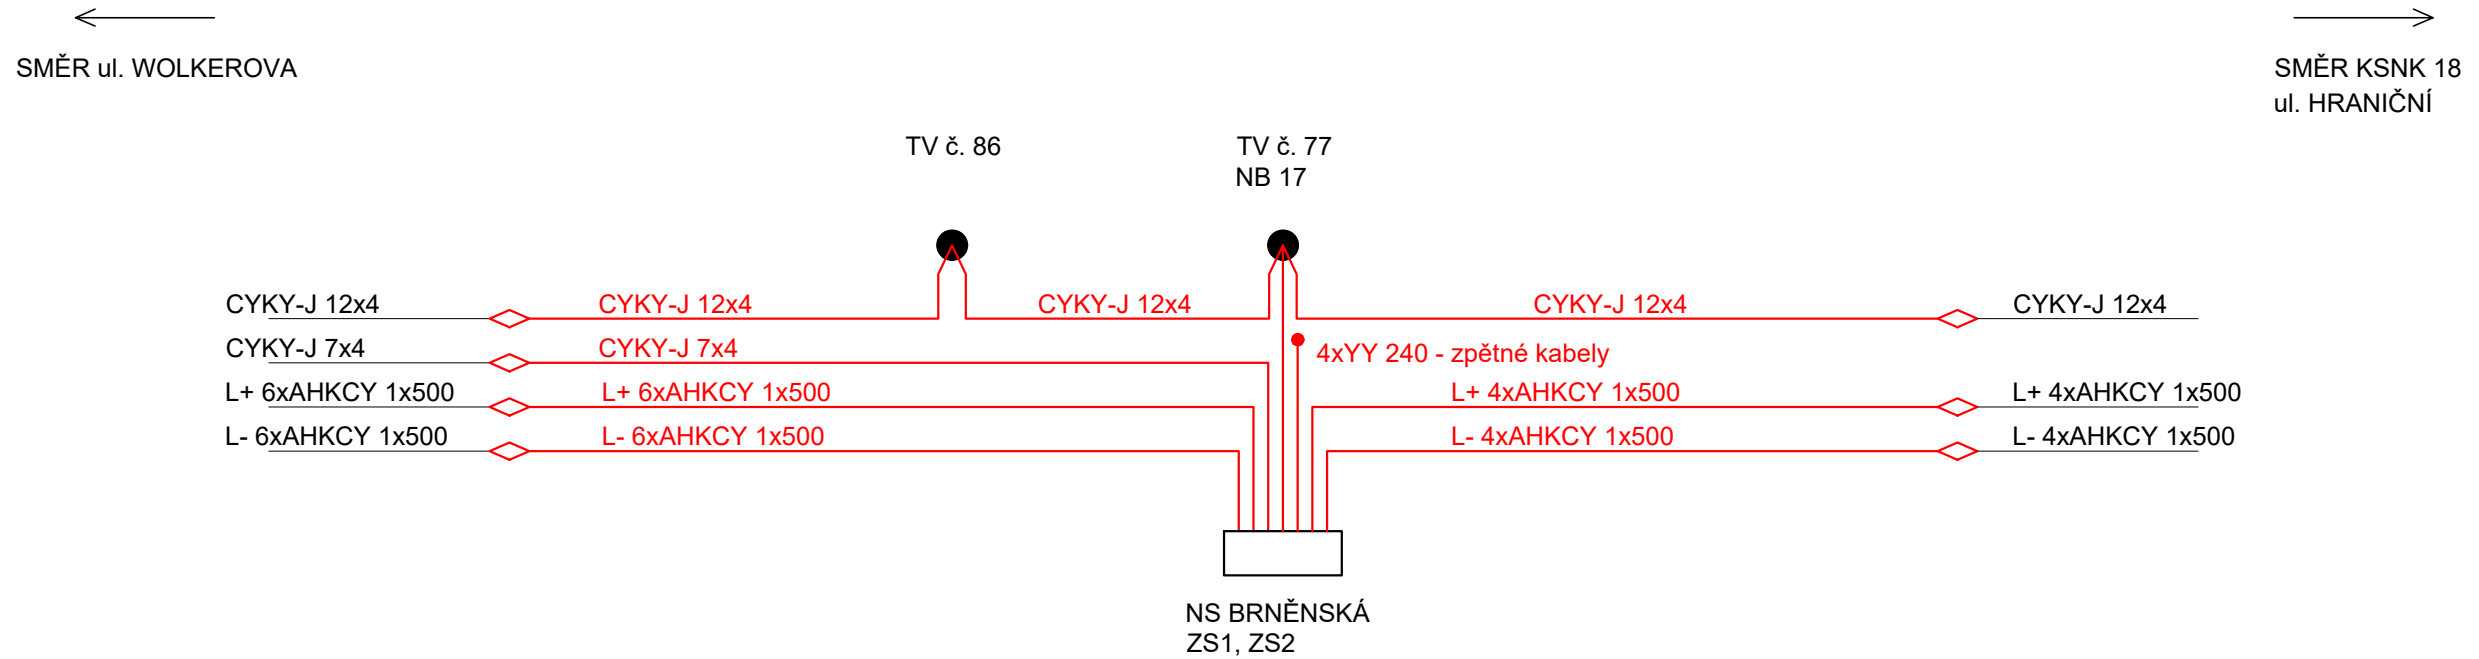 SMĚR ul. WOLKEROVA
SMĚR KSNK 18
ul. HRANIČNÍ
TV č. 86
TV č. 77
NB 17
CYKY-J 12x4
CYKY-J 12x4
CYKY-J 12x4
CYKY-J 12x4
CYKY-J 12x4
CYKY-J 7x4
CYKY-J 7x4
4xYY 240 - zpětné kabely
L+ 6xAHKCY 1x500
L+ 6xAHKCY 1x500
L+ 4xAHKCY 1x500
L+ 4xAHKCY 1x500
L- 6xAHKCY 1x500
L- 6xAHKCY 1x500
L- 4xAHKCY 1x500
L- 4xAHKCY 1x500
NS BRNĚNSKÁ
ZS1, ZS2